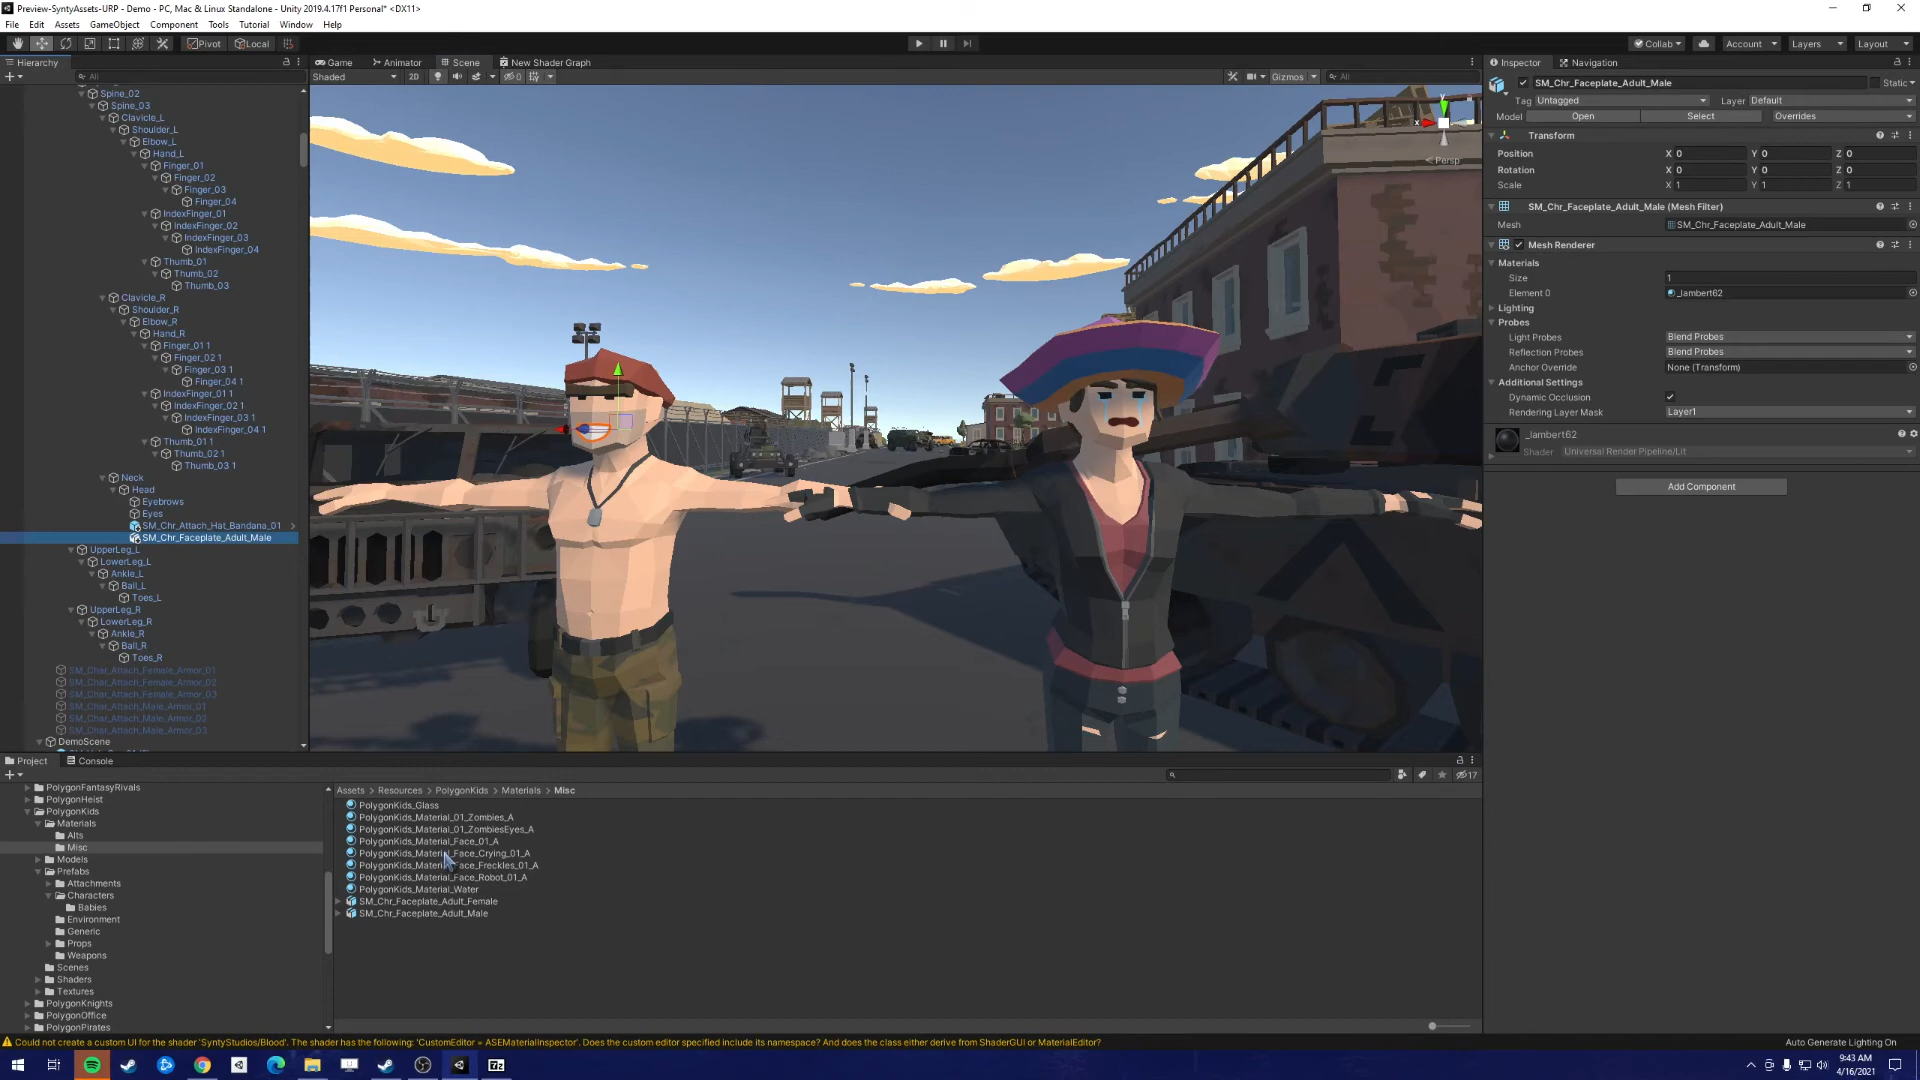 Preview-SyntyAssets-URP - Demo - PC, Mac & Linux Standalone - Unity 2019.4.17f1 Personal* <DX11>
File Edit Assets GameObject Component Tools Tutorial Window Help
Pivot Local Collab Account Layers Layout
Hierarchy Game Animator Scene New Shader Graph Inspector Navigation
All Shaded 2D 0 Gizmos All
Spine_02
Spine_03
Clavicle_L
Shoulder_L
Elbow_L
Hand_L
Finger_01
Finger_02
Finger_03
Finger_04
IndexFinger_01
IndexFinger_02
IndexFinger_03
IndexFinger_04
Thumb_01
Thumb_02
Thumb_03
Clavicle_R
Shoulder_R
Elbow_R
Hand_R
Finger_01 1
Finger_02 1
Finger_03 1
Finger_04 1
IndexFinger_01 1
IndexFinger_02 1
IndexFinger_03 1
IndexFinger_04 1
Thumb_01 1
Thumb_02 1
Thumb_03 1
Neck
Head
Eyebrows
Eyes
SM_Chr_Attach_Hat_Bandana_01
SM_Chr_Faceplate_Adult_Male
UpperLeg_L
LowerLeg_L
Ankle_L
Ball_L
Toes_L
UpperLeg_R
LowerLeg_R
Ankle_R
Ball_R
Toes_R
SM_Char_Attach_Female_Armor_01
SM_Char_Attach_Female_Armor_02
SM_Char_Attach_Female_Armor_03
SM_Char_Attach_Male_Armor_01
SM_Char_Attach_Male_Armor_02
SM_Char_Attach_Male_Armor_03
DemoScene
y
x
< Persp
SM_Chr_Faceplate_Adult_Male Static
Tag Untagged Layer Default
Model Open Select Overrides
Transform
Position X 0 Y 0 Z 0
Rotation X 0 Y 0 Z 0
Scale X 1 Y 1 Z 1
SM_Chr_Faceplate_Adult_Male (Mesh Filter)
Mesh SM_Chr_Faceplate_Adult_Male
Mesh Renderer
Materials
Size 1
Element 0 _lambert62
Lighting
Probes
Light Probes Blend Probes
Reflection Probes Blend Probes
Anchor Override None (Transform)
Additional Settings
Dynamic Occlusion
Rendering Layer Mask Layer1
_lambert62
Shader Universal Render Pipeline/Lit
Add Component
Project Console
17
PolygonFantasyRivals
PolygonHeist
PolygonKids
Materials
Alts
Misc
Models
Prefabs
Attachments
Characters
Babies
Environment
Generic
Props
Weapons
Scenes
Shaders
Textures
PolygonKnights
PolygonOffice
PolygonPirates
Assets > Resources > PolygonKids > Materials > Misc
PolygonKids_Glass
PolygonKids_Material_01_Zombies_A
PolygonKids_Material_01_ZombiesEyes_A
PolygonKids_Material_Face_01_A
PolygonKids_Material_Face_Crying_01_A
PolygonKids_Material_Face_Freckles_01_A
PolygonKids_Material_Face_Robot_01_A
PolygonKids_Material_Water
SM_Chr_Faceplate_Adult_Female
SM_Chr_Faceplate_Adult_Male
Could not create a custom UI for the shader 'SyntyStudios/Blood'. The shader has the following: 'CustomEditor = ASEMaterialInspector'. Does the custom editor specified include its namespace? And does the class either derive from ShaderGUI or MaterialEditor?
Auto Generate Lighting On
7z
9:43 AM
4/16/2021